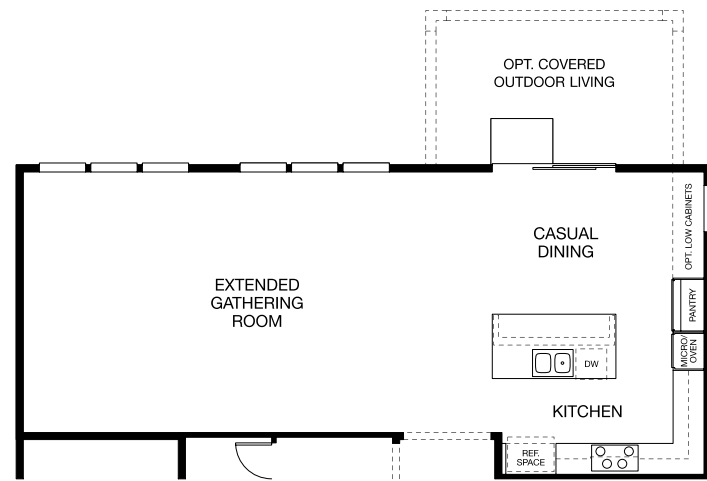 OPT. COVERED
OUTDOOR LIVING
CASUAL
DINING
OPT. LOW CABINETS
EXTENDED
GATHERING
ROOM
PANTRY
MICRO/
OVEN
DW
KITCHEN
REF.
SPACE